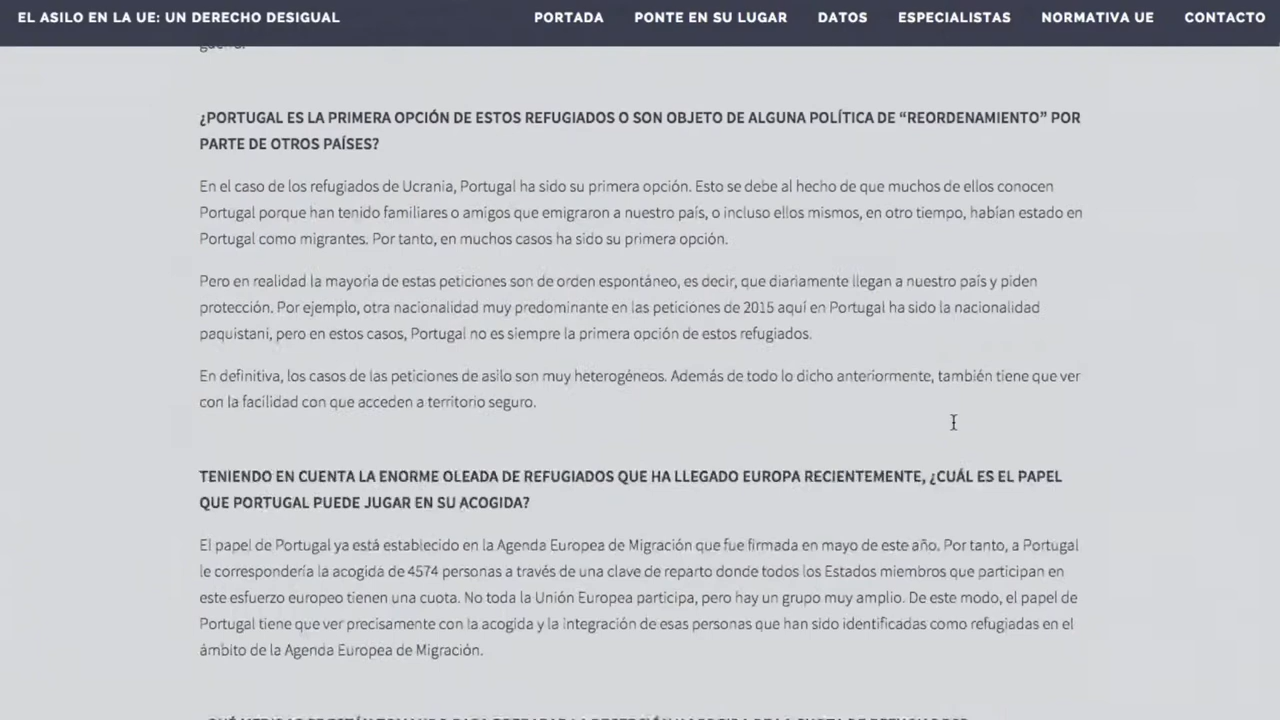 EL ASILO EN LA UE: UN DERECHO DESIGUAL
PORTADA PONTE EN SU LUGAR DATOS ESPECIALISTAS NORMATIVA UE CONTACTO
¿PORTUGAL ES LA PRIMERA OPCIÓN DE ESTOS REFUGIADOS O SON OBJETO DE ALGUNA POLÍTICA DE “REORDENAMIENTO” POR
PARTE DE OTROS PAÍSES?
En el caso de los refugiados de Ucrania, Portugal ha sido su primera opción. Esto se debe al hecho de que muchos de ellos conocen
Portugal porque han tenido familiares o amigos que emigraron a nuestro país, o incluso ellos mismos, en otro tiempo, habían estado en
Portugal como migrantes. Por tanto, en muchos casos ha sido su primera opción.
Pero en realidad la mayoría de estas peticiones son de orden espontáneo, es decir, que diariamente llegan a nuestro país y piden
protección. Por ejemplo, otra nacionalidad muy predominante en las peticiones de 2015 aquí en Portugal ha sido la nacionalidad
paquistaní, pero en estos casos, Portugal no es siempre la primera opción de estos refugiados.
En definitiva, los casos de las peticiones de asilo son muy heterogéneos. Además de todo lo dicho anteriormente, también tiene que ver
con la facilidad con que acceden a territorio seguro.
TENIENDO EN CUENTA LA ENORME OLEADA DE REFUGIADOS QUE HA LLEGADO EUROPA RECIENTEMENTE, ¿CUÁL ES EL PAPEL
QUE PORTUGAL PUEDE JUGAR EN SU ACOGIDA?
El papel de Portugal ya está establecido en la Agenda Europea de Migración que fue firmada en mayo de este año. Por tanto, a Portugal
le correspondería la acogida de 4574 personas a través de una clave de reparto donde todos los Estados miembros que participan en
este esfuerzo europeo tienen una cuota. No toda la Unión Europea participa, pero hay un grupo muy amplio. De este modo, el papel de
Portugal tiene que ver precisamente con la acogida y la integración de esas personas que han sido identificadas como refugiadas en el
ámbito de la Agenda Europea de Migración.